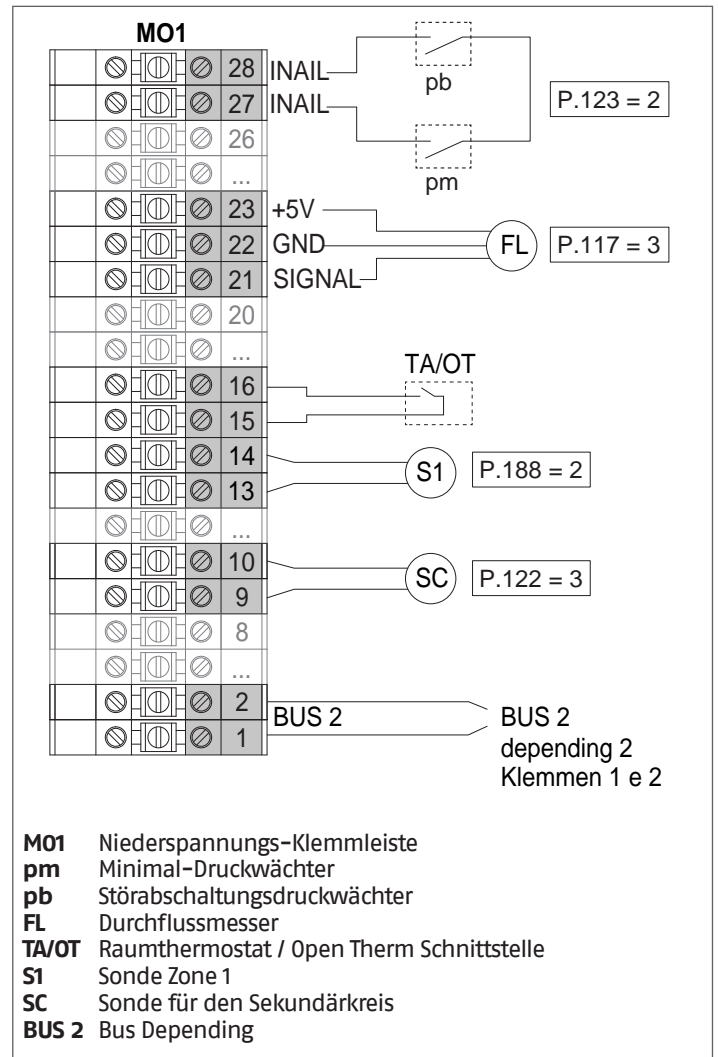 MO1
28 INAIL
27 INAIL
26
...
23 +5V
22 GND
21 SIGNAL
20
...
16
15
14
13
...
10
9
8
...
2
1
BUS 2
pb
pm
P.123 = 2
FL P.117 = 3
TA/OT
S1 P.188 = 2
SC P.122 = 3
BUS 2
depending 2
Klemmen 1 e 2
MO1 Niederspannungs-Klemmleiste
pm Minimal-Druckwächter
pb Störabschaltungsdruckwächter
FL Durchflussmesser
TA/OT Raumthermostat / Open Therm Schnittstelle
S1 Sonde Zone 1
SC Sonde für den Sekundärkreis
BUS 2 Bus Depending